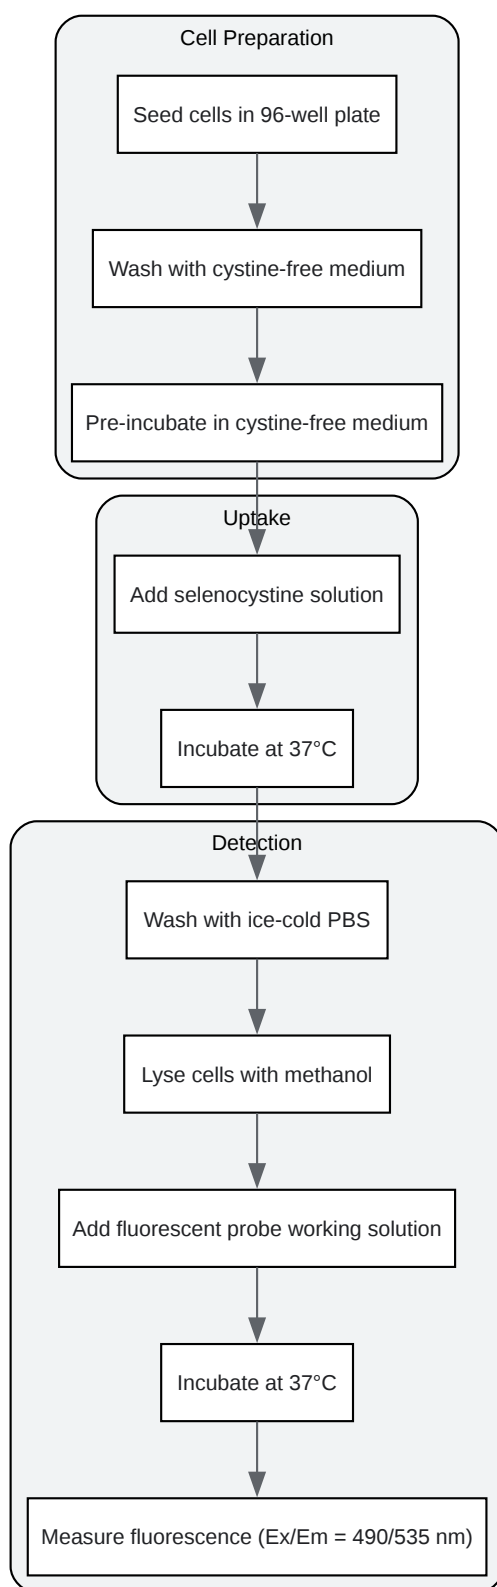 Cell Preparation
Seed cells in 96-well plate
Wash with cystine-free medium
Pre-incubate in cystine-free medium
Uptake
Add selenocystine solution
Incubate at 37°C
Detection
Wash with ice-cold PBS
Lyse cells with methanol
Add fluorescent probe working solution
Incubate at 37°C
Measure fluorescence (Ex/Em = 490/535 nm)